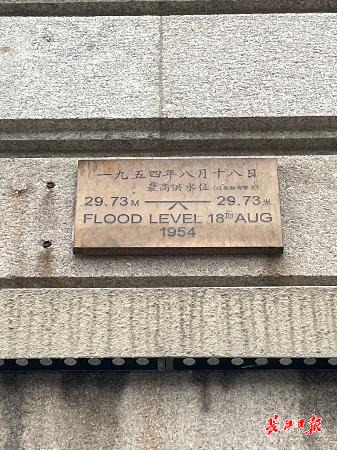 一九五四年八月十八日
最高洪水位
29.73M 29.73米
FLOOD LEVEL 18TH AUG
1954
长江日报